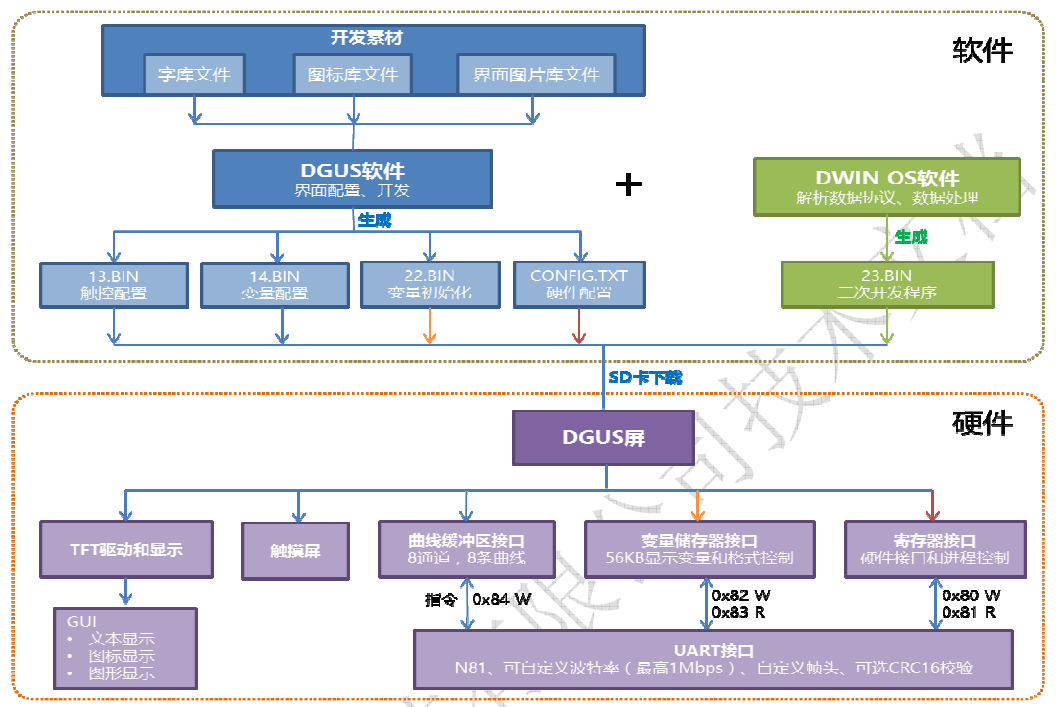 软件
开发素材
字库文件
图标库文件
界面图片库文件
DGUS软件
界面配置、开发
+
DWIN OS软件
解析数据协议、数据处理
生成
生成
13.BIN
触控配置
14.BIN
变量配置
22.BIN
变量初始化
CONFIG.TXT
硬件配置
23.BIN
二次开发程序
SD卡下载
硬件
DGUS屏
TFT驱动和显示
触摸屏
曲线缓冲区接口
8通道，8条曲线
变量储存器接口
56KB显示变量和格式控制
寄存器接口
硬件接口和进程控制
指令 0x84 W
0x82 W
0x83 R
0x80 W
0x81 R
GUI
• 文本显示
• 图标显示
• 图形显示
UART接口
N81、可自定义波特率（最高1Mbps）、自定义帧头、可选CRC16校验
有限公司技术文档